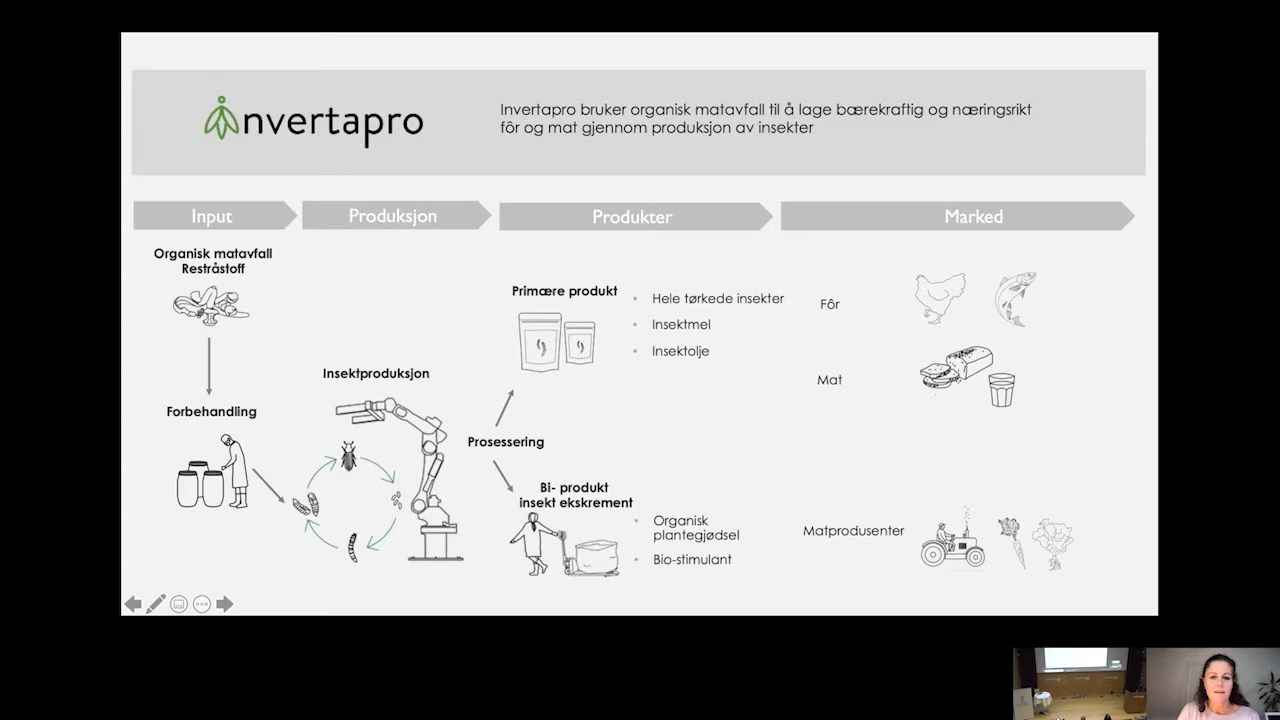 invertapro
Invertapro bruker organisk matavfall til å lage bærekraftig og næringsrikt
fôr og mat gjennom produksjon av insekter
Input
Produksjon
Produkter
Marked
Organisk matavfall
Restråstoff
Forbehandling
Insektproduksjon
Prosessering
Primære produkt
• Hele tørkede insekter
• Insektmel
• Insektolje
Bi- produkt
insekt ekskrement
• Organisk
plantegjødsel
• Bio-stimulant
Fôr
Mat
Matprodusenter